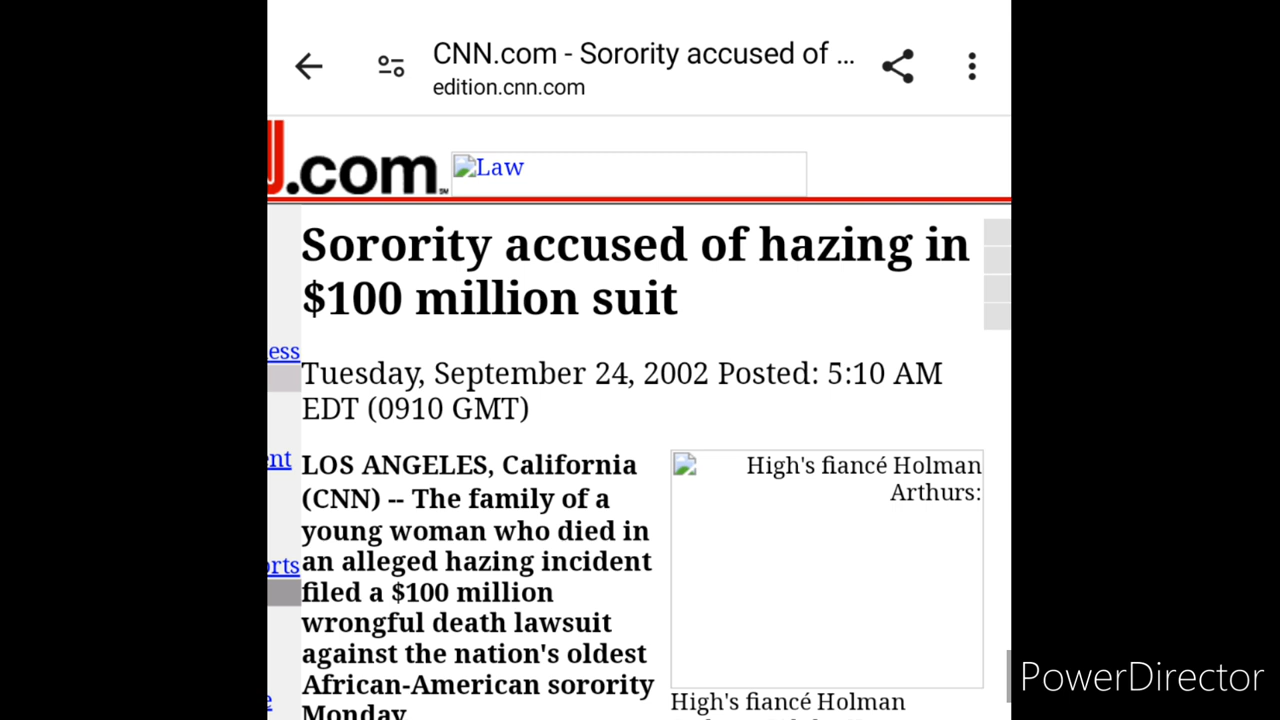 CNN.com - Sorority accused of ...
edition.cnn.com
.com
Law
Sorority accused of hazing in
$100 million suit
ess
Tuesday, September 24, 2002 Posted: 5:10 AM
EDT (0910 GMT)
ent
LOS ANGELES, California
(CNN) -- The family of a
young woman who died in
an alleged hazing incident
filed a $100 million
wrongful death lawsuit
against the nation's oldest
African-American sorority
Monday
High's fiancé Holman
Arthurs:
orts
e
High's fiancé Holman
PowerDirector